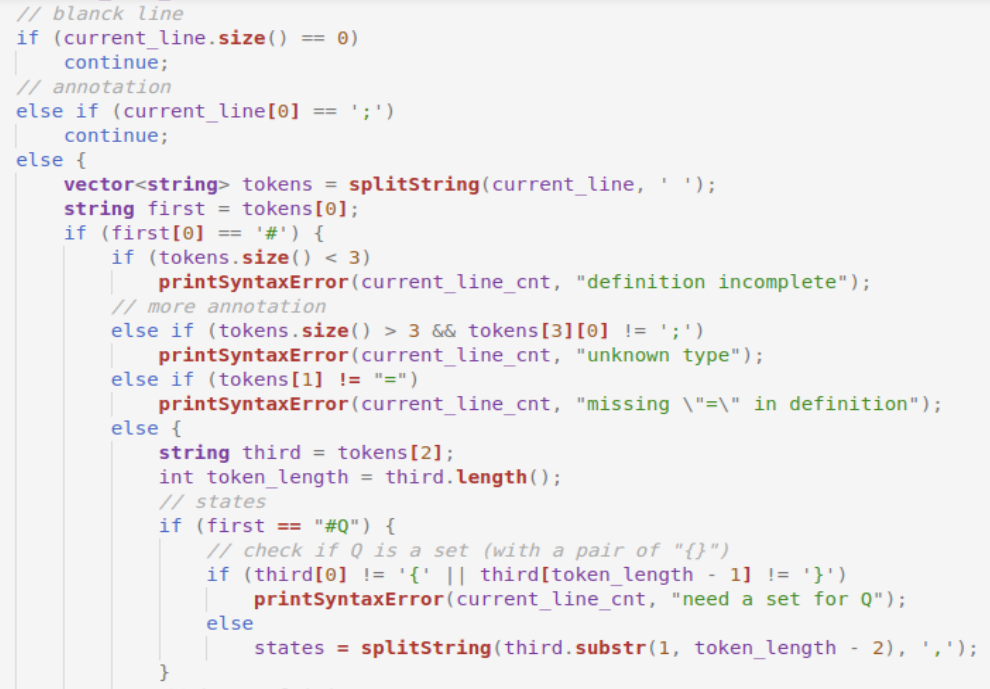 // blanck line
if (current_line.size() == 0)
    continue;
// annotation
else if (current_line[0] == ';')
    continue;
else {
    vector<string> tokens = splitString(current_line, ' ');
    string first = tokens[0];
    if (first[0] == '#') {
        if (tokens.size() < 3)
            printSyntaxError(current_line_cnt, "definition incomplete");
        // more annotation
        else if (tokens.size() > 3 && tokens[3][0] != ';')
            printSyntaxError(current_line_cnt, "unknown type");
        else if (tokens[1] != "=")
            printSyntaxError(current_line_cnt, "missing \"=\" in definition");
        else {
            string third = tokens[2];
            int token_length = third.length();
            // states
            if (first == "#Q") {
                // check if Q is a set (with a pair of "{}")
                if (third[0] != '{' || third[token_length - 1] != '}')
                    printSyntaxError(current_line_cnt, "need a set for Q");
                else
                    states = splitString(third.substr(1, token_length - 2), ',');
            }